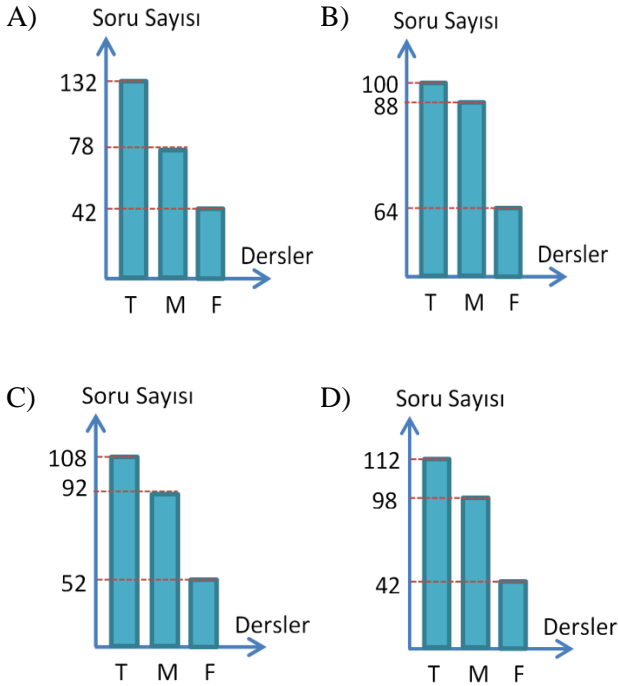 A)
Soru Sayısı
132
78
42
Dersler
T M F
B)
Soru Sayısı
100
88
64
Dersler
T M F
C)
Soru Sayısı
108
92
52
Dersler
T M F
D)
Soru Sayısı
112
98
42
Dersler
T M F